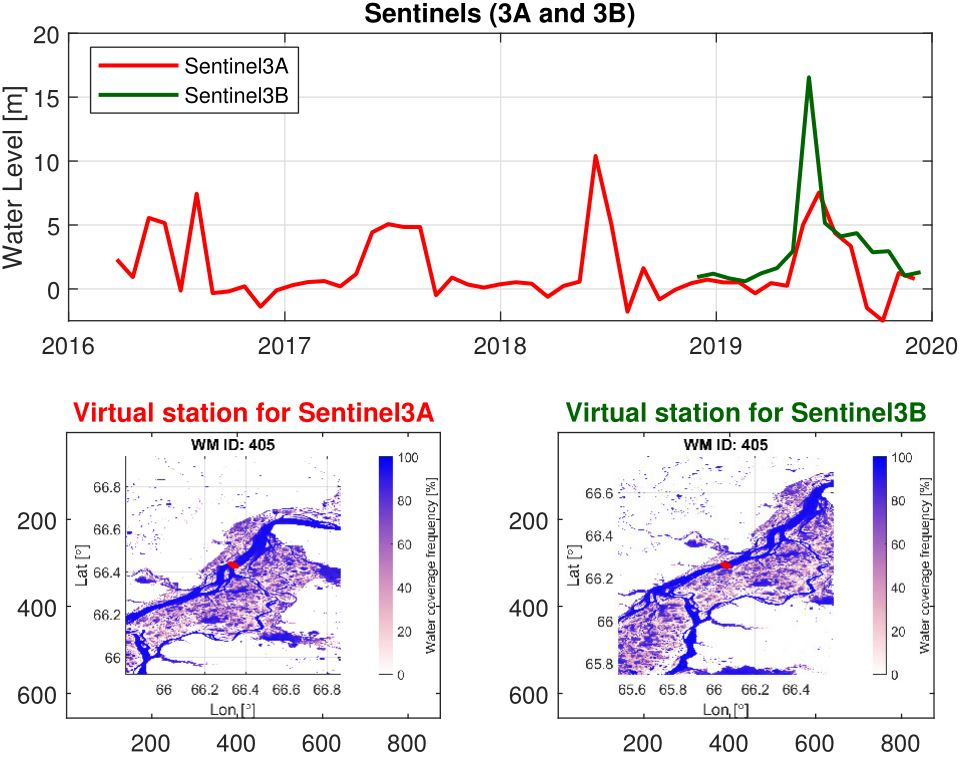 Sentinels (3A and 3B)
Water Level [m]
20
15
10
5
0
Sentinel3A
Sentinel3B
2016 2017 2018 2019 2020
Virtual station for Sentinel3A
WM ID: 405
200
400
600
Lat [°]
66.8
66.6
66.4
66.2
66
66 66.2 66.4 66.6 66.8
Lon [°]
100
80
60
40
20
0
Water coverage frequency [%]
200 400 600 800
Virtual station for Sentinel3B
WM ID: 405
200
400
600
Lat [°]
66.6
66.4
66.2
66
65.8
65.6 65.8 66 66.2 66.4
Lon [°]
100
80
60
40
20
0
Water coverage frequency [%]
200 400 600 800